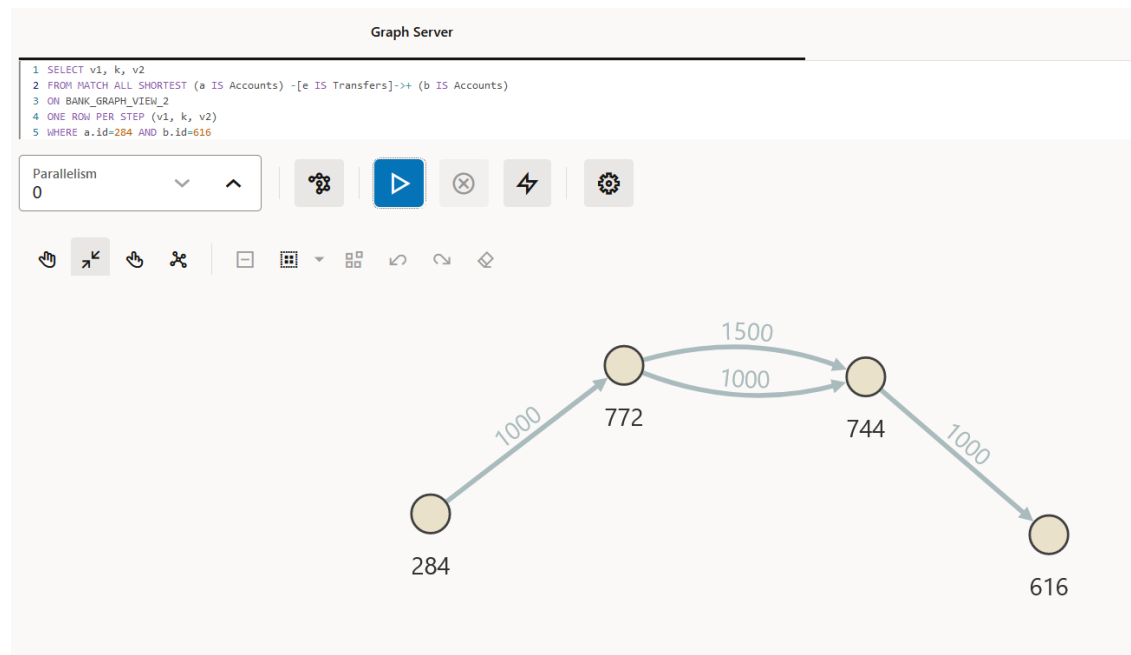 Graph Server
1 SELECT v1, k, v2
2 FROM MATCH ALL SHORTEST (a IS Accounts) -[e IS Transfers]->+ (b IS Accounts)
3 ON BANK_GRAPH_VIEW_2
4 ONE ROW PER STEP (v1, k, v2)
5 WHERE a.id=284 AND b.id=616
Parallelism
0
1500
1000
772
744
1000
1000
284
616